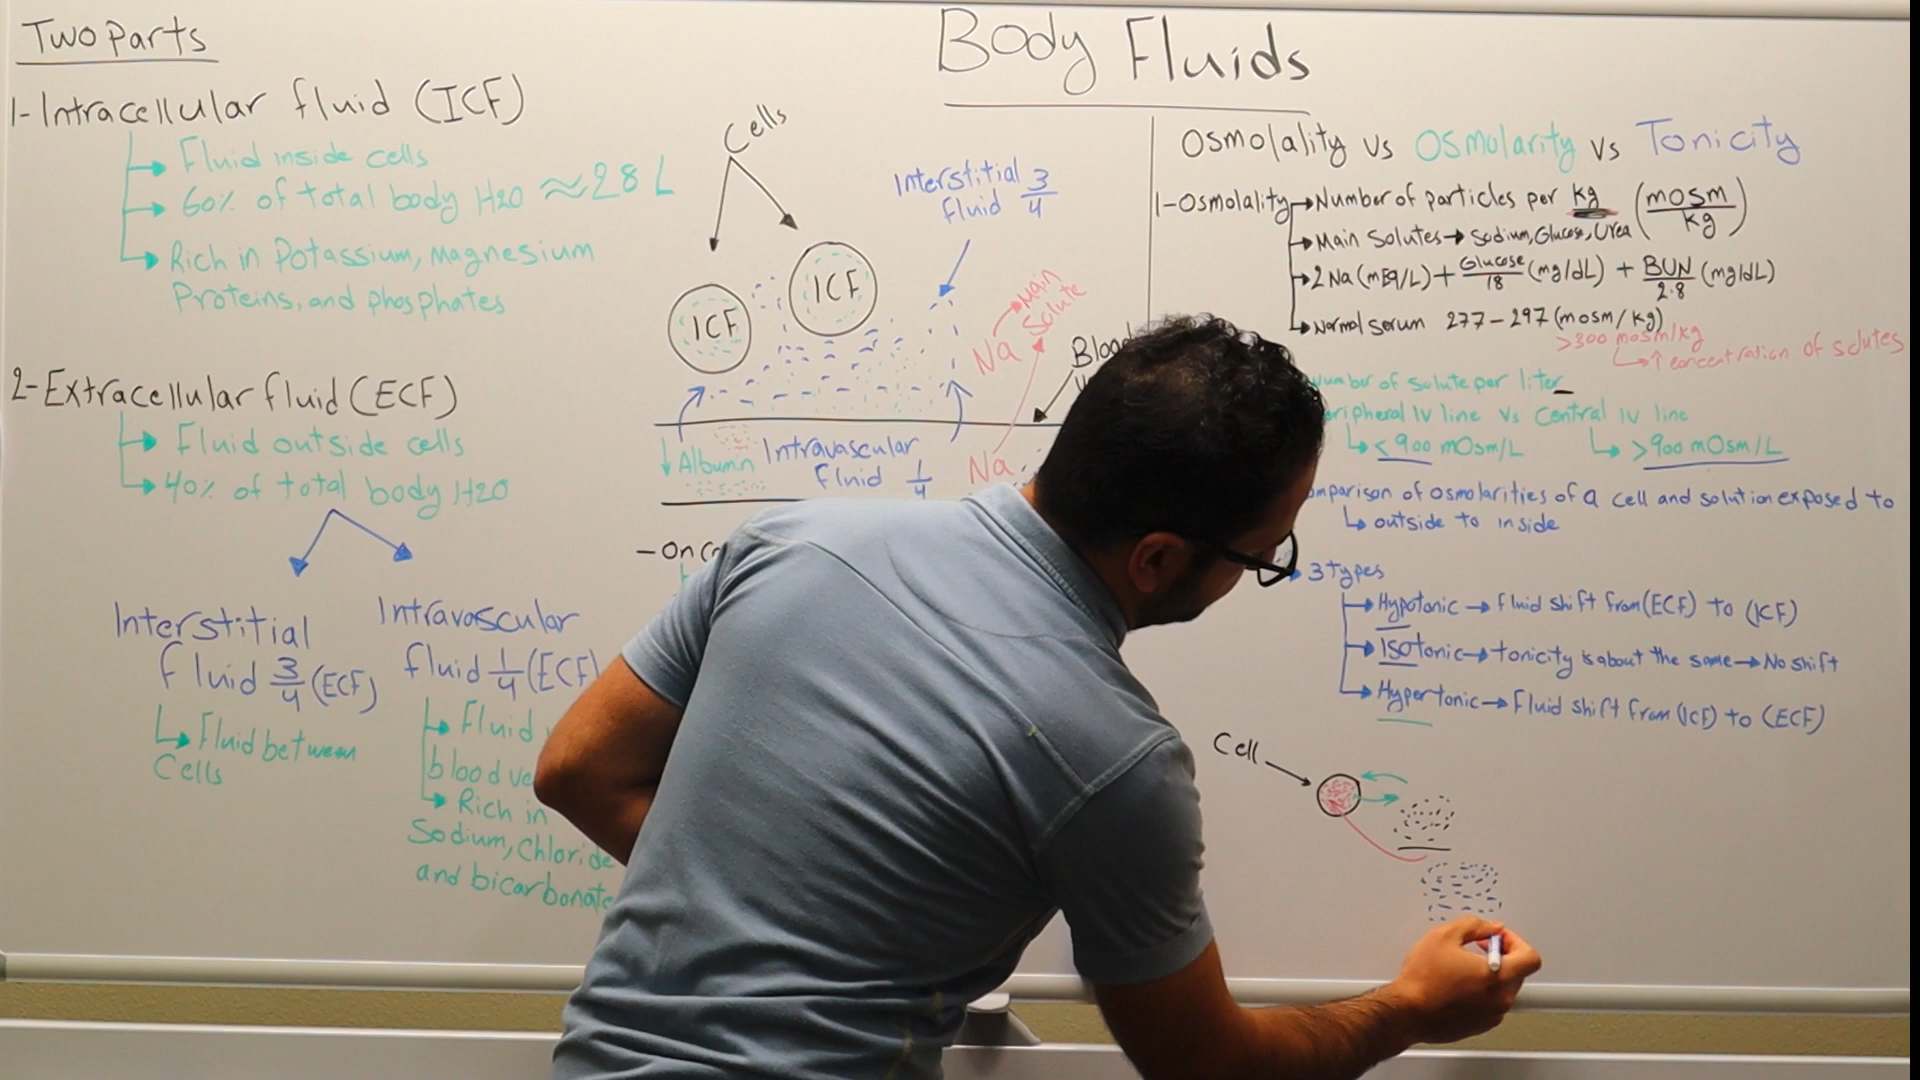 Body Fluids
Two Parts
1- Intracellular fluid (ICF)
Fluid inside cells
60% of total body H2O ≈ 28 L
Rich in Potassium, Magnesium
Proteins, and phosphates
2- Extracellular fluid (ECF)
Fluid outside cells
40% of total body H2O
Interstitial
fluid 3/4 (ECF)
Fluid between
Cells
Intravascular
fluid 1/4 (ECF)
Fluid
blood
Rich in
Sodium, Chloride
and bicarbonate
Cells
ICF
ICF
Interstitial 3/4
fluid
Main
Solute
Na
Blood
↓ Albumin
Intravascular
Fluid 1/4
Na
Osmolality vs Osmolarity vs Tonicity
1- Osmolality → Number of particles per kg (mOsm/kg)
Main Solutes → Sodium, Glucose, Urea
2 Na (mEq/L) + Glucose/18 (mg/dL) + BUN/2.8 (mg/dL)
Normal Serum 277 - 297 (mosm/kg)
>300 mosm/kg
↑ concentration of solutes
Number of solute per liter
Peripheral IV line vs Central IV line
< 900 mOsm/L > 900 mOsm/L
Comparison of osmolarities of a cell and solution exposed to
outside to inside
3 types
Hypotonic → fluid shift from (ECF) to (ICF)
Isotonic → tonicity is about the same → No shift
Hypertonic → Fluid shift from (ICF) to (ECF)
Cell